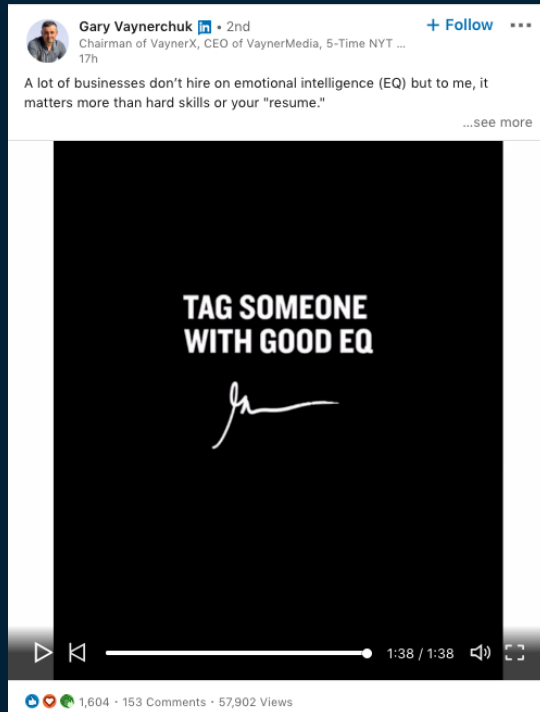 Gary Vaynerchuk in • 2nd
+ Follow
Chairman of VaynerX, CEO of VaynerMedia, 5-Time NYT ...
17h
A lot of businesses don’t hire on emotional intelligence (EQ) but to me, it
matters more than hard skills or your "resume."
...see more
TAG SOMEONE
WITH GOOD EQ
1:38 / 1:38
1,604 · 153 Comments · 57,902 Views